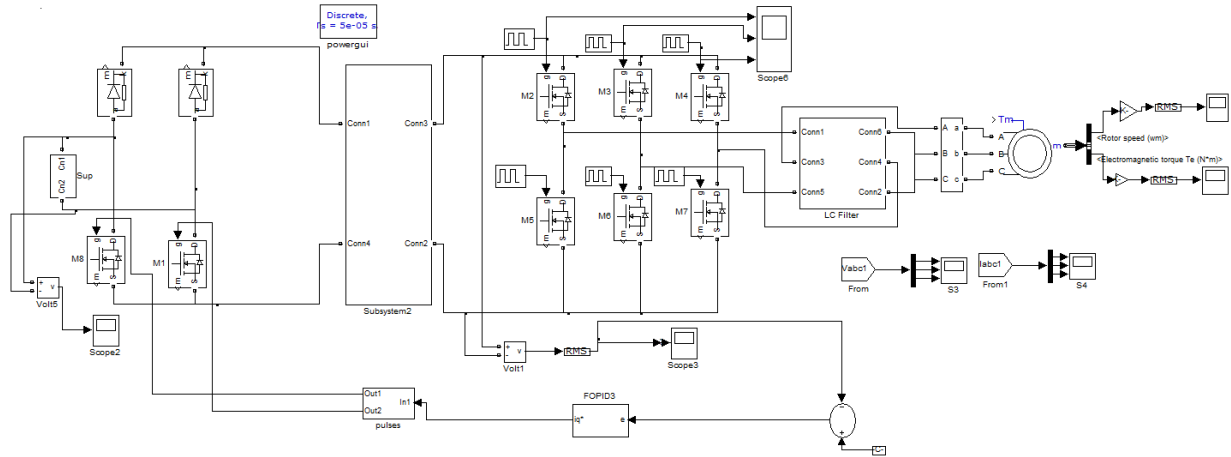 Discrete,
Ts = 5e-05 s.
powergui
Scope6
M2
M3
M4
g
D
E
S
m
Conn1
Conn3
Conn4
Conn2
Subsystem2
Cn1
Cn2
Sup
M8
M1
M5
M6
M7
Conn1
Conn3
Conn5
Conn6
Conn4
Conn2
LC Filter
A
B
C
a
b
c
Tm
A
B
C
m
K-
RMS
<Rotor speed (wm)>
<Electromagnetic torque Te (N*m)>
RMS
Vabc1
From
S3
Iabc1
From1
S4
+
-
v
Volt5
Scope2
+
-
v
Volt1
RMS
Scope3
Out1
Out2
In1
pulses
FOPID3
iq*
e
-C-